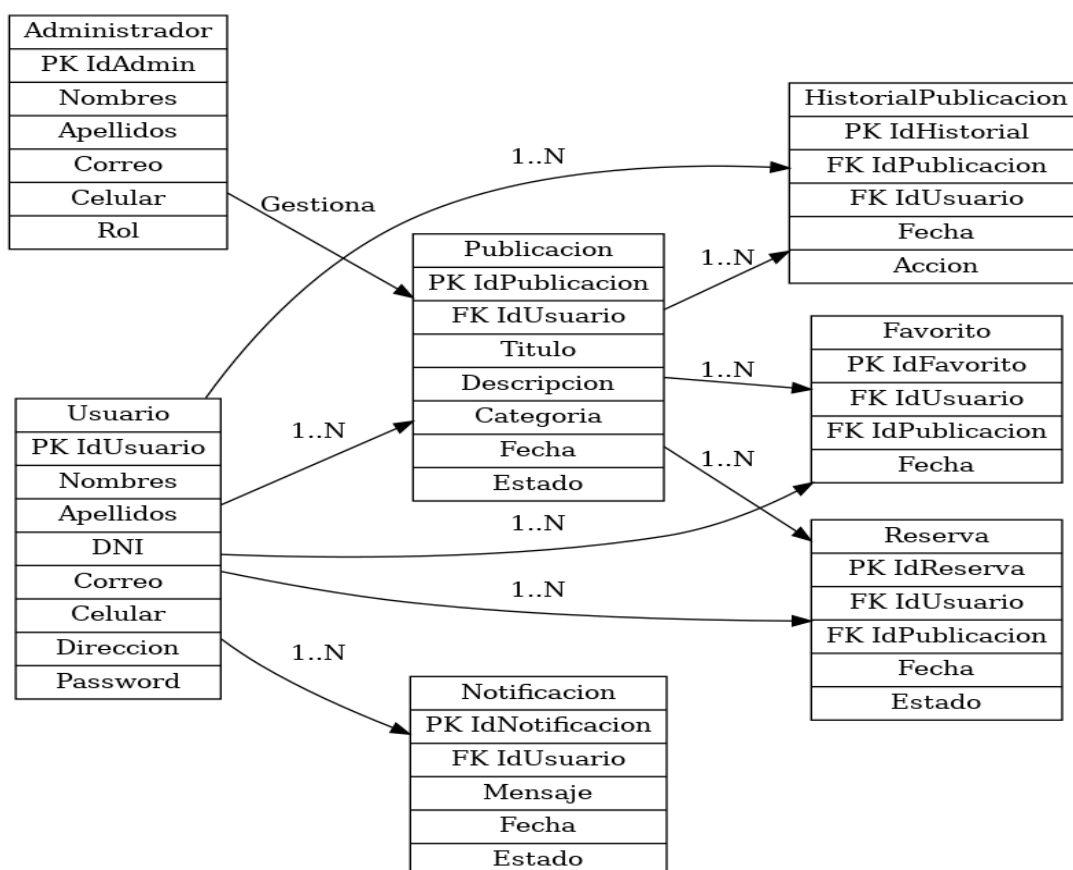 Administrador
PK IdAdmin
Nombres
Apellidos
Correo
Celular
Rol
Gestiona
1..N
HistorialPublicacion
PK IdHistorial
FK IdPublicacion
FK IdUsuario
Fecha
Accion
Publicacion
PK IdPublicacion
FK IdUsuario
Titulo
Descripcion
Categoria
Fecha
Estado
1..N
1..N
1..N
Favorito
PK IdFavorito
FK IdUsuario
FK IdPublicacion
Fecha
Usuario
PK IdUsuario
Nombres
Apellidos
DNI
Correo
Celular
Direccion
Password
1..N
1..N
1..N
1..N
Reserva
PK IdReserva
FK IdUsuario
FK IdPublicacion
Fecha
Estado
Notificacion
PK IdNotificacion
FK IdUsuario
Mensaje
Fecha
Estado